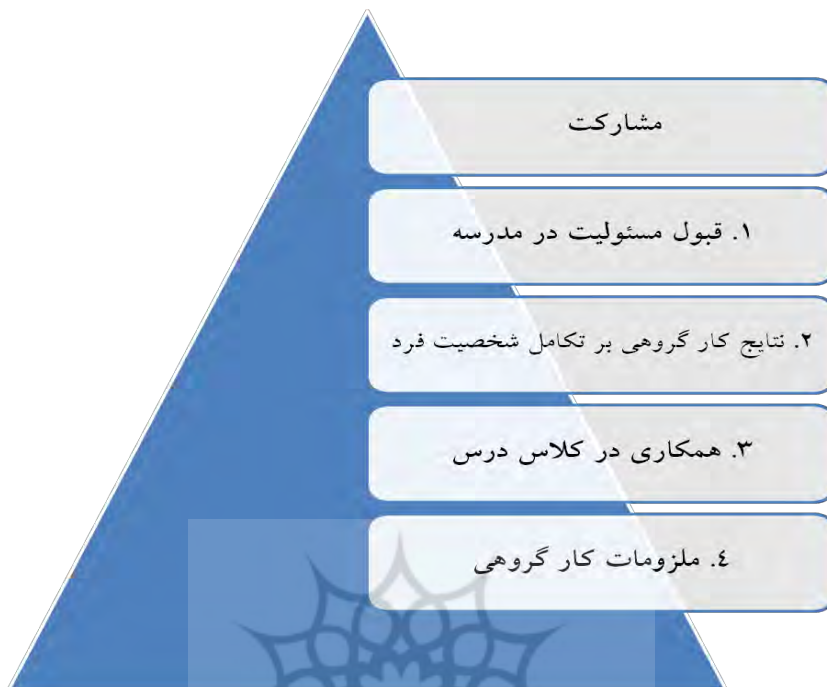 مشارکت
۱. قبول مسئولیت در مدرسه
۲. نتایج کار گروهی بر تکامل شخصیت فرد
۳. همکاری در کلاس درس
٤. ملزومات کار گروهی